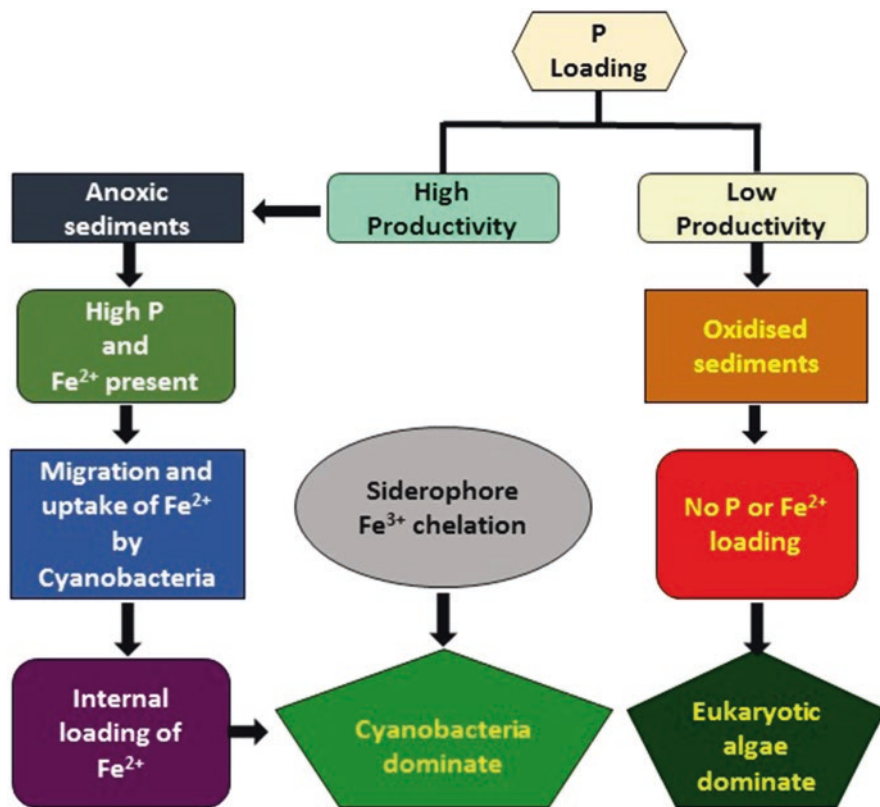 P
Loading
Anoxic
sediments
High
Productivity
Low
Productivity
High P
and
Fe²⁺ present
Oxidised
sediments
Migration and
uptake of Fe²⁺
by
Cyanobacteria
Siderophore
Fe³⁺ chelation
No P or Fe²⁺
loading
Internal
loading of
Fe²⁺
Cyanobacteria
dominate
Eukaryotic
algae
dominate